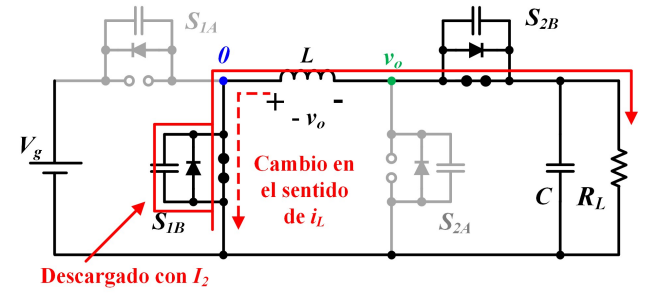 S1A
S2B
0
L
vo
+ -
- vo
Vg
Cambio en
el sentido
de iL
S1B
S2A
C
RL
Descargado con I2